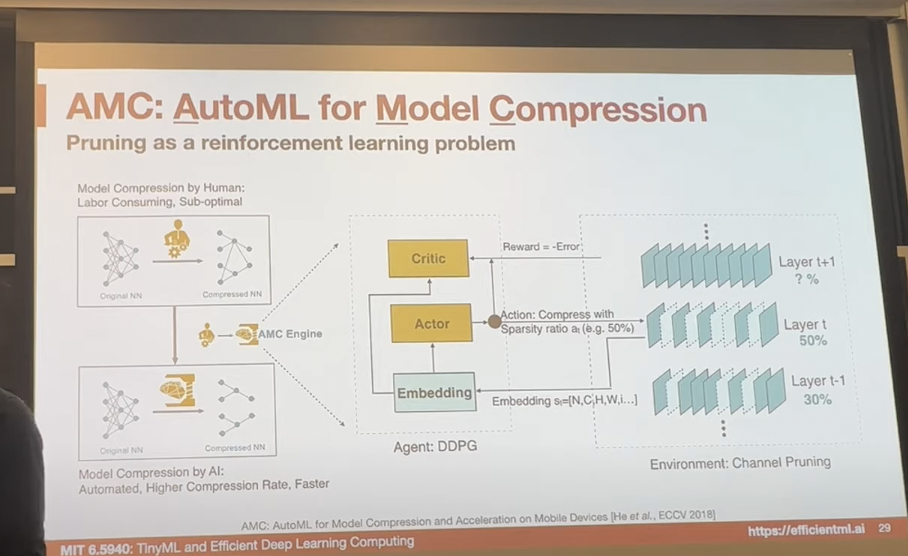 AMC: AutoML for Model Compression
Pruning as a reinforcement learning problem
Model Compression by Human:
Labor Consuming, Sub-optimal
Original NN
Compressed NN
AMC Engine
Original NN
Compressed NN
Model Compression by AI:
Automated, Higher Compression Rate, Faster
Critic
Actor
Embedding
Agent: DDPG
Reward = -Error
Action: Compress with
Sparsity ratio aₜ (e.g. 50%)
Embedding sₜ=[N,C,H,W,i…]
Layer t+1
? %
Layer t
50%
Layer t-1
30%
Environment: Channel Pruning
AMC: AutoML for Model Compression and Acceleration on Mobile Devices [He et al., ECCV 2018]
MIT 6.5940: TinyML and Efficient Deep Learning Computing
https://efficientml.ai
29